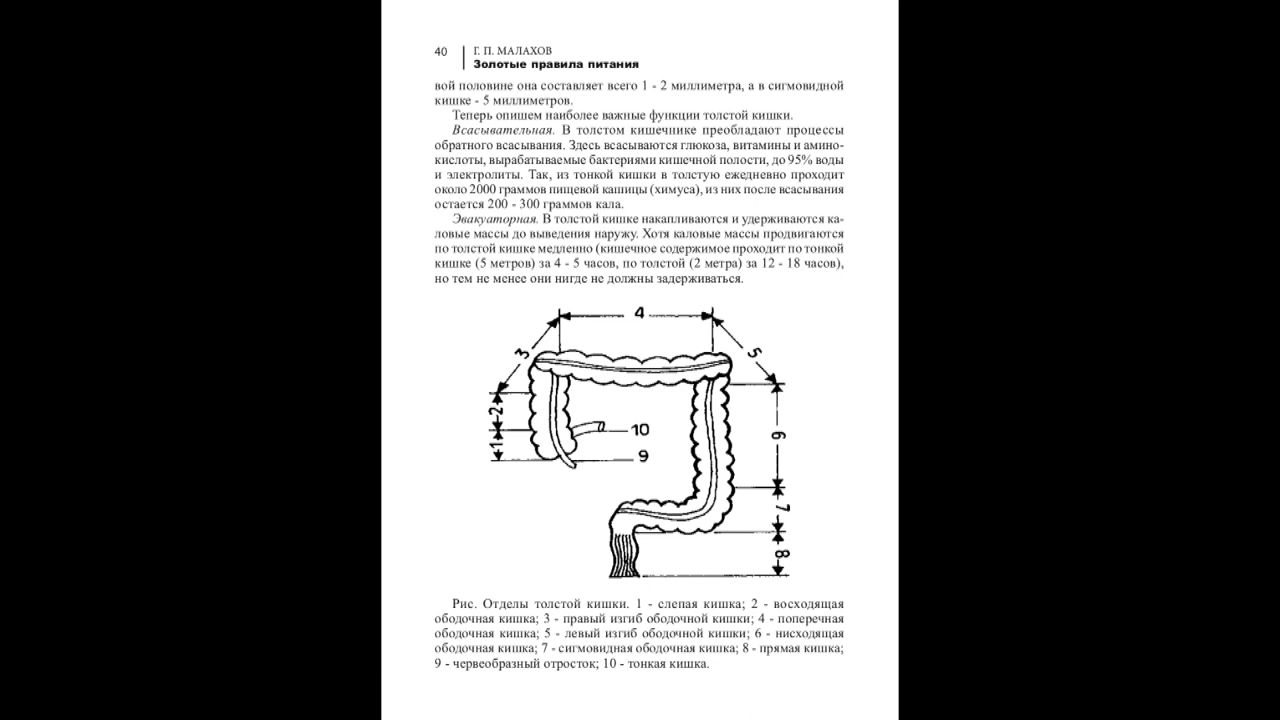 40
Г. П. МАЛАХОВ
Золотые правила питания
вой половине она составляет всего 1 - 2 миллиметра, а в сигмовидной
кишке - 5 миллиметров.
Теперь опишем наиболее важные функции толстой кишки.
Всасывательная. В толстом кишечнике преобладают процессы
обратного всасывания. Здесь всасываются глюкоза, витамины и амино-
кислоты, вырабатываемые бактериями кишечной полости, до 95% воды
и электролиты. Так, из тонкой кишки в толстую ежедневно проходит
около 2000 граммов пищевой кашицы (химуса), из них после всасывания
остается 200 - 300 граммов кала.
Эвакуаторная. В толстой кишке накапливаются и удерживаются ка-
ловые массы до выведения наружу. Хотя каловые массы продвигаются
по толстой кишке медленно (кишечное содержимое проходит по тонкой
кишке (5 метров) за 4 - 5 часов, по толстой (2 метра) за 12 - 18 часов),
но тем не менее они нигде не должны задерживаться.
4
3
5
2
10
6
1
9
7
8
Рис. Отделы толстой кишки. 1 - слепая кишка; 2 - восходящая
ободочная кишка; 3 - правый изгиб ободочной кишки; 4 - поперечная
ободочная кишка; 5 - левый изгиб ободочной кишки; 6 - нисходящая
ободочная кишка; 7 - сигмовидная ободочная кишка; 8 - прямая кишка;
9 - червеобразный отросток; 10 - тонкая кишка.